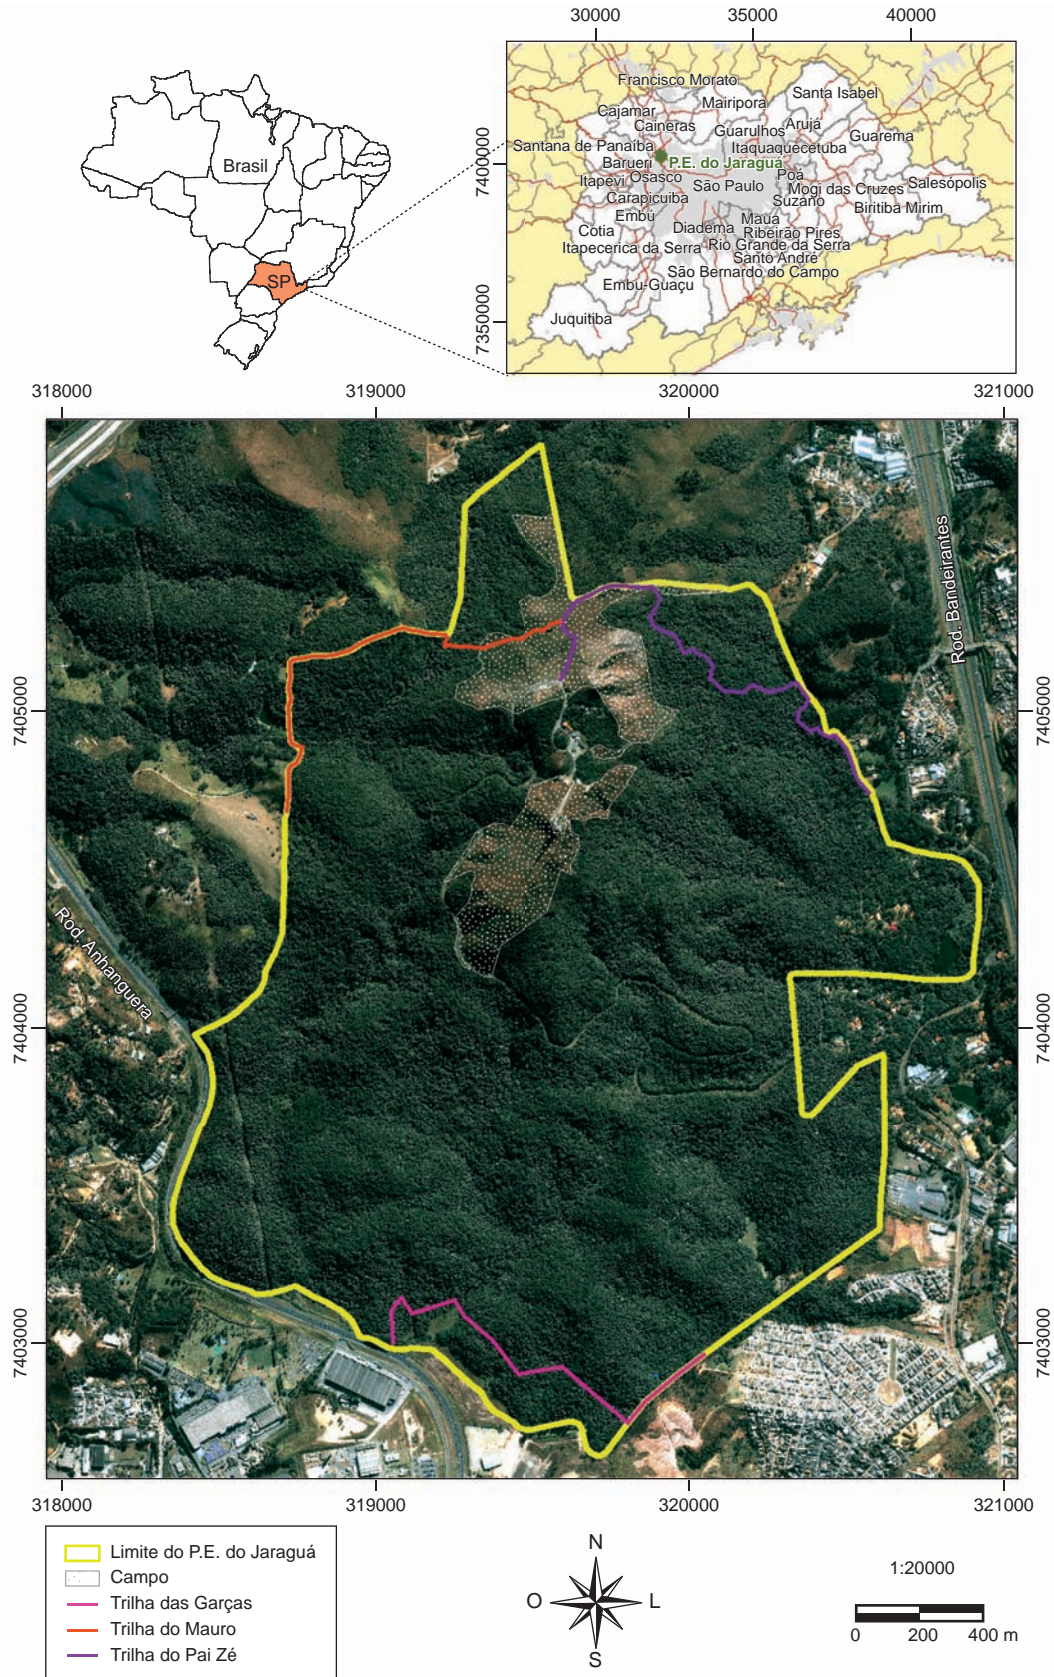 30000 35000 40000
Brasil
SP
7400000
7350000
Francisco Morato
Santa Isabel
Mairipora
Cajamar
Caineras
Guarulhos
Arujá
Guarema
Santana de Panaíba
Itaquaquecetuba
Barueri
P.E. do Jaraguá
Itapevi
Osasco
Poá
São Paulo
Mogi das Cruzes
Salesópolis
Carapicuiba
Suzano
Biritiba Mirim
Embú
Maua
Cotia
Diadema
Ribeirão Pires
Itapecerica da Serra
Rio Grande da Serra
Santo André
São Bernardo do Campo
Embu-Guaçu
Juquitiba
318000 319000 320000 321000
Rod. Bandeirantes
7405000 7405000
Rod. Anhanguera
7404000 7404000
7403000 7403000
318000 319000 320000 321000
Limite do P.E. do Jaraguá
Campo
Trilha das Garças
Trilha do Mauro
Trilha do Pai Zé
N
O L
S
1:20000
0 200 400 m